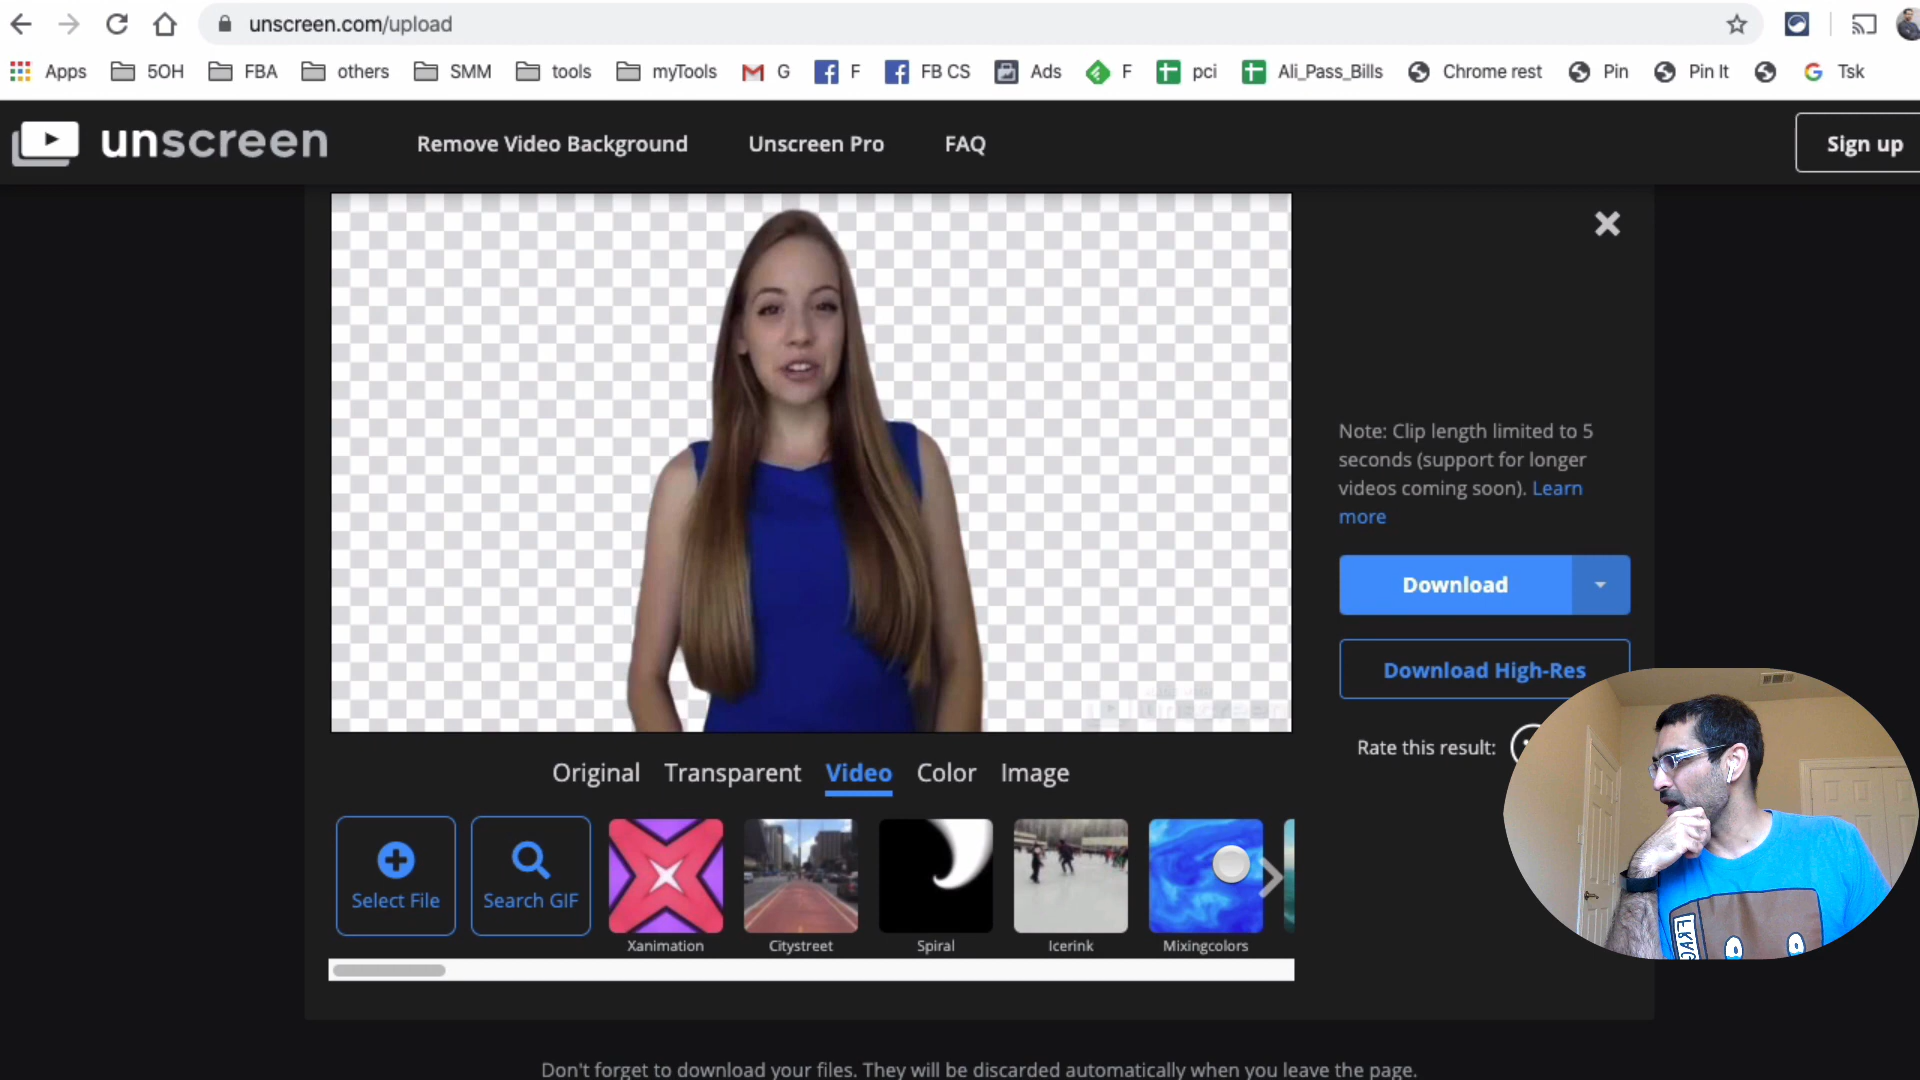 unscreen.com/upload
Apps 5OH FBA others SMM tools myTools G F FB CS Ads F pci Ali_Pass_Bills Chrome rest Pin Pin It Tsk
unscreen Remove Video Background Unscreen Pro FAQ Sign up
Note: Clip length limited to 5
seconds (support for longer
videos coming soon). Learn
more
Download
Download High-Res
unscreen
Rate this result:
Original Transparent Video Color Image
Select File Search GIF
Xanimation Citystreet Spiral Icerink Mixingcolors
Don't forget to download your files. They will be discarded automatically when you leave the page.